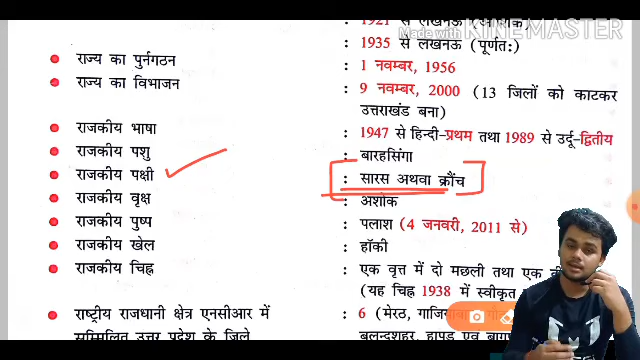 1921 से लखनऊ (आंशिक)
Made with KINEMASTER
: 1935 से लखनऊ (पूर्णत:)
राज्य का पुर्नगठन : 1 नवम्बर, 1956
राज्य का विभाजन : 9 नवम्बर, 2000 (13 जिलों को काटकर
उत्तराखंड बना)
राजकीय भाषा : 1947 से हिन्दी-प्रथम तथा 1989 से उर्दू-द्वितीय
राजकीय पशु : बारहसिंगा
राजकीय पक्षी : सारस अथवा क्रौंच
राजकीय वृक्ष : अशोक
राजकीय पुष्प : पलाश (4 जनवरी, 2011 से)
राजकीय खेल : हॉकी
राजकीय चिह्न : एक वृत्त में दो मछली तथा एक
(यह चिह्न 1938 में स्वीकृत
राष्ट्रीय राजधानी क्षेत्र एनसीआर में : 6 (मेरठ,
सम्मिलित उत्तर प्रदेश के जिले बुलन्दशहर, हापुड़ एवं